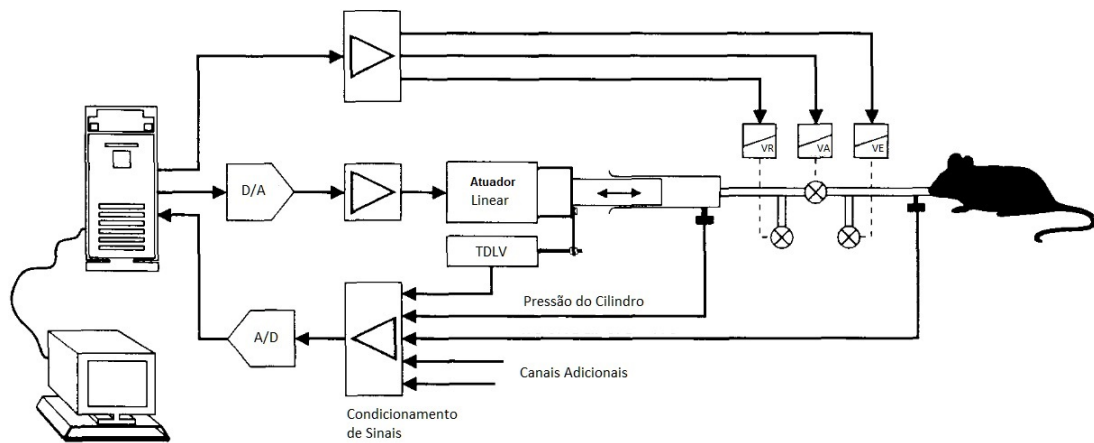 VR
VA
VE
D/A
Atuador
Linear
TDLV
Pressão do Cilindro
A/D
Canais Adicionais
Condicionamento
de Sinais